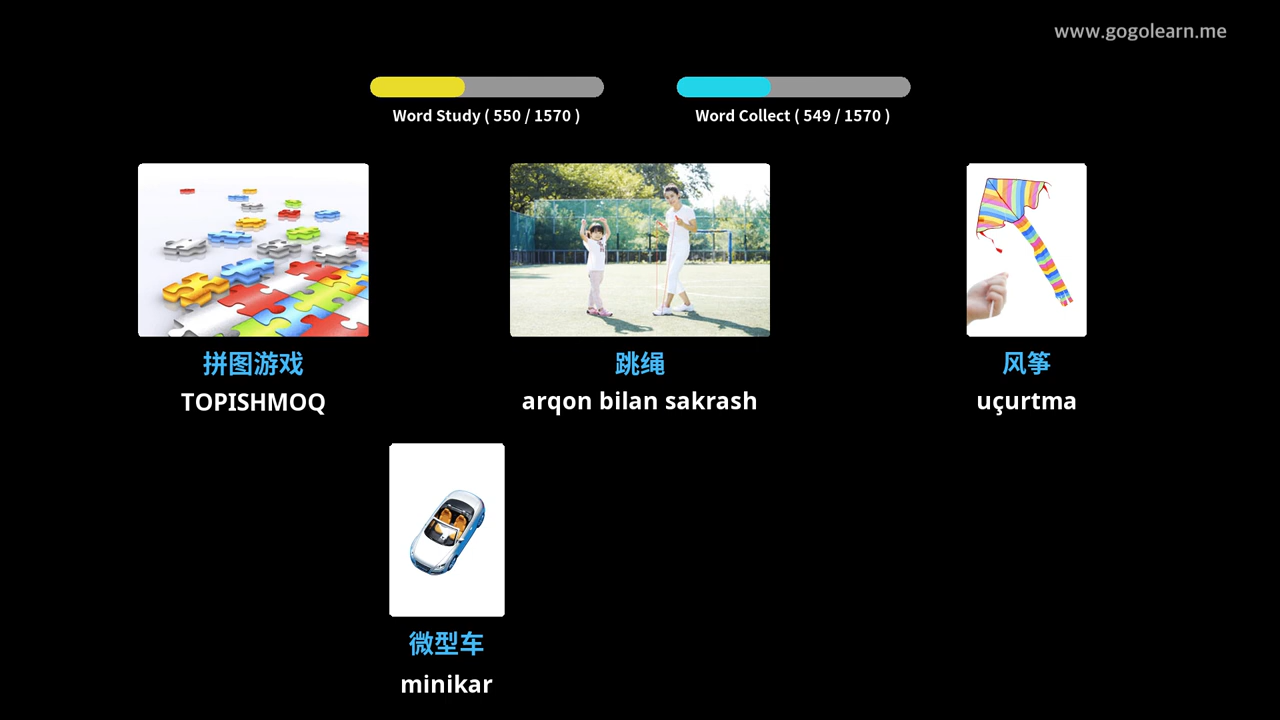 www.gogolearn.me
Word Study ( 550 / 1570 )
Word Collect ( 549 / 1570 )
拼图游戏
TOPISHMOQ
跳绳
arqon bilan sakrash
风筝
uçurtma
微型车
minikar